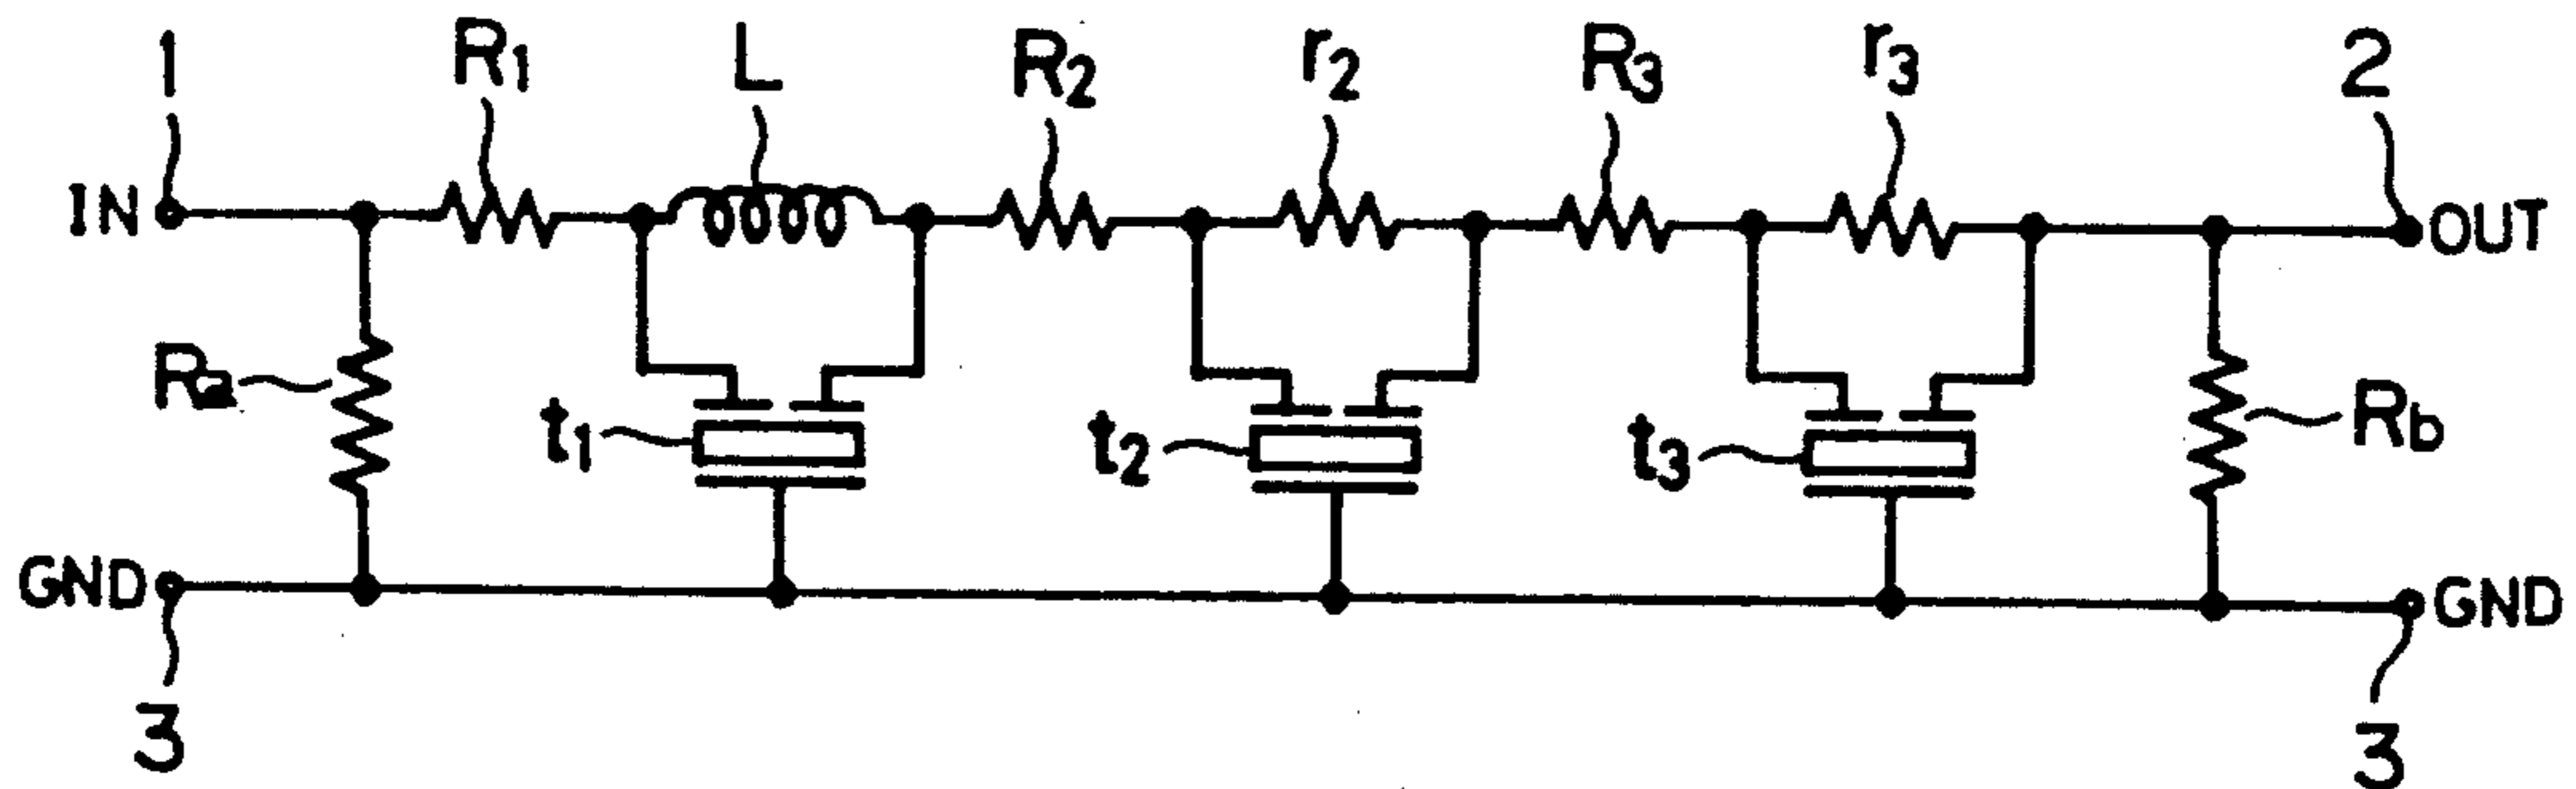 1 R1 L R2 r2 R3 r3 2
IN OUT
Ra t1 t2 t3 Rb
GND GND
3 3